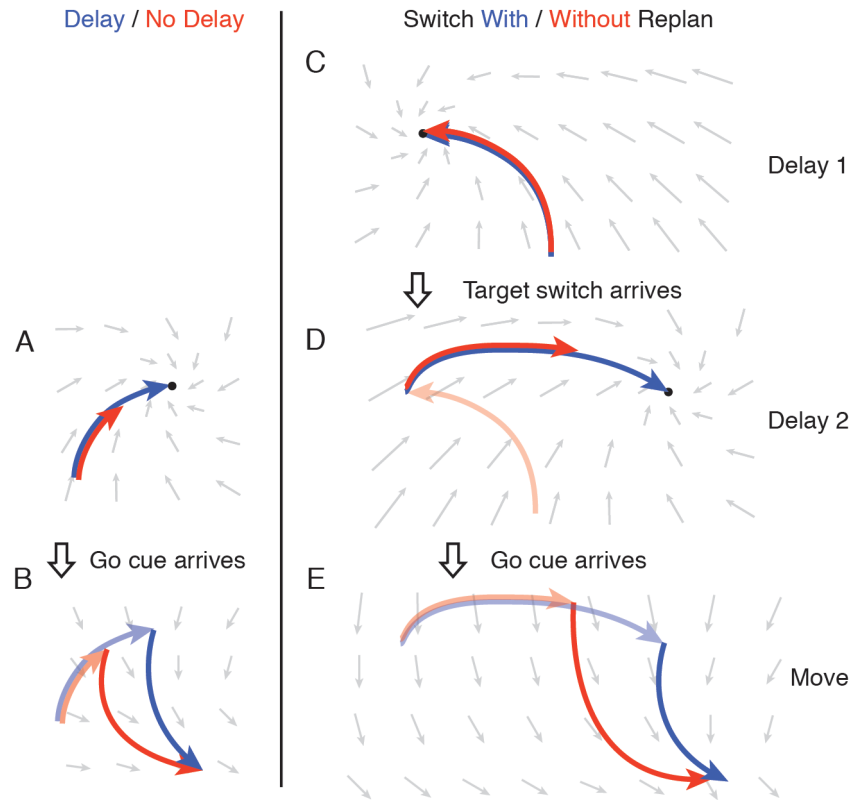 Delay / No Delay
Switch With / Without Replan
C
Delay 1
Target switch arrives
A
D
Delay 2
Go cue arrives
Go cue arrives
B
E
Move